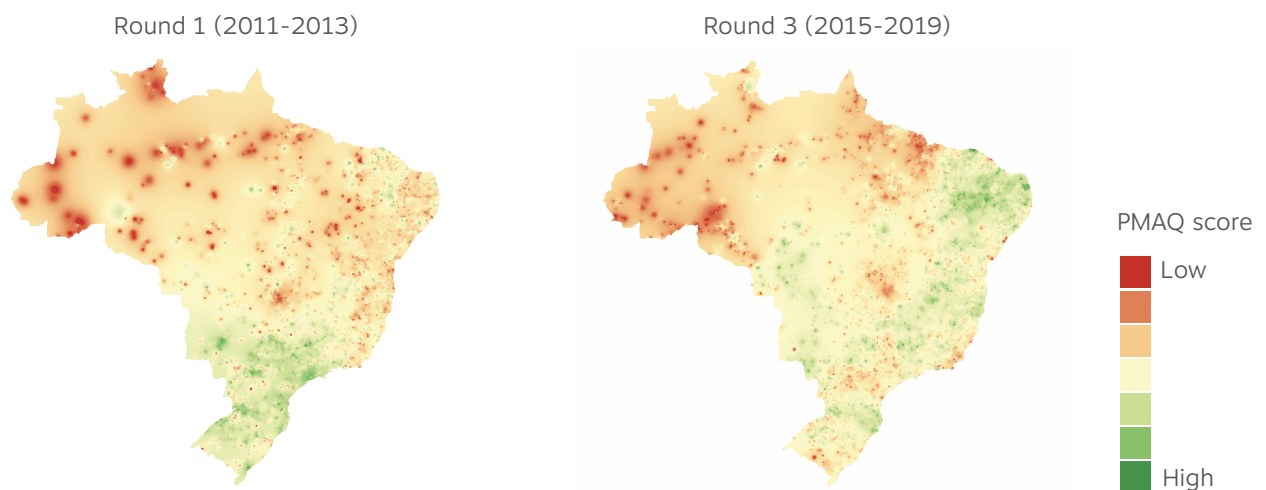 Round 1 (2011-2013)
Round 3 (2015-2019)
PMAQ score
Low
High